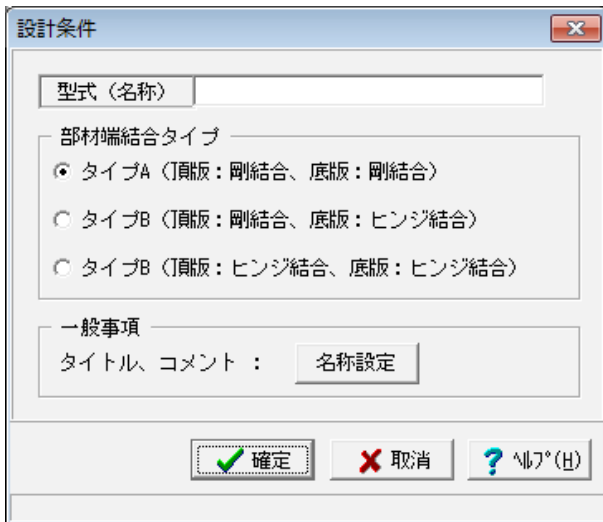 設計条件
型式（名称）
部材端結合タイプ
タイプA（頂版：剛結合、底版：剛結合）
タイプB（頂版：剛結合、底版：ヒンジ結合）
タイプB（頂版：ヒンジ結合、底版：ヒンジ結合）
一般事項
タイトル、コメント ： 名称設定
確定 取消 ? ﾍﾙﾌﾟ(H)